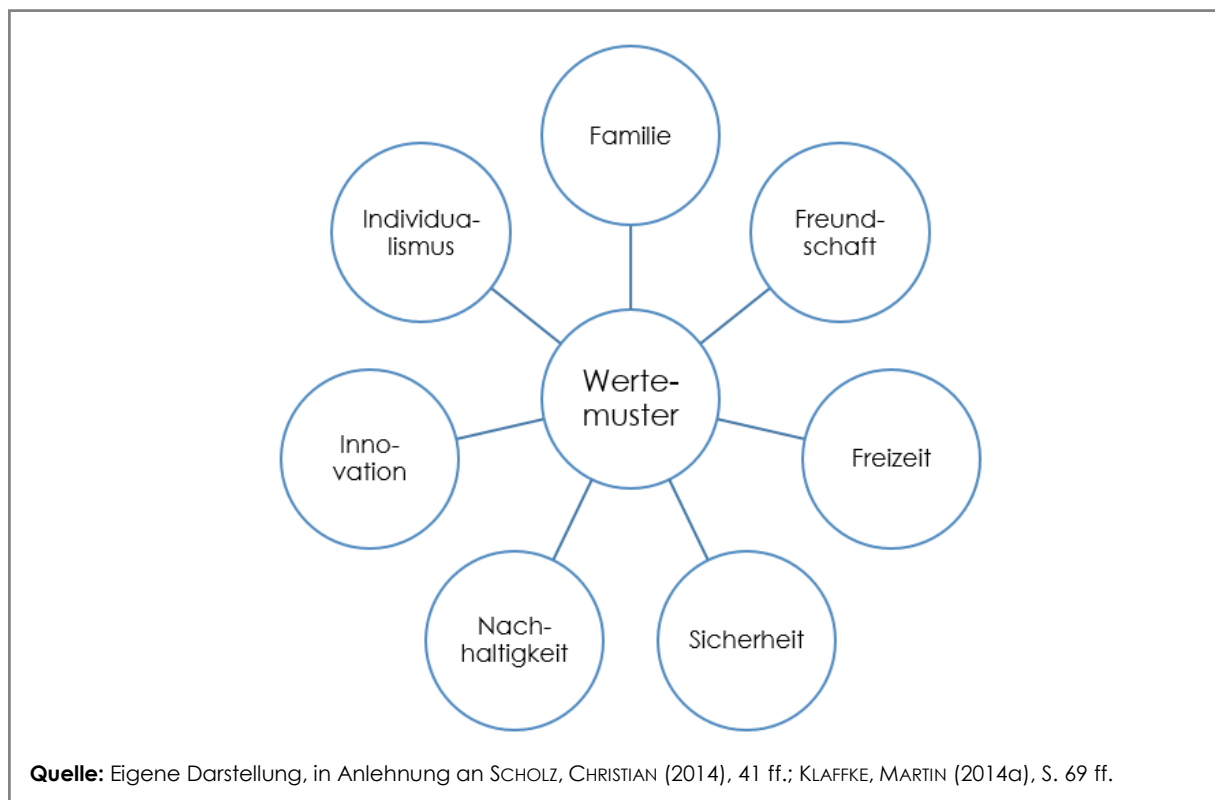 Familie
Individua-
lismus
Freund-
schaft
Werte-
muster
Inno-
vation
Freizeit
Nach-
haltigkeit
Sicherheit
Quelle: Eigene Darstellung, in Anlehnung an SCHOLZ, CHRISTIAN (2014), 41 ff.; KLAFFKE, MARTIN (2014a), S. 69 ff.